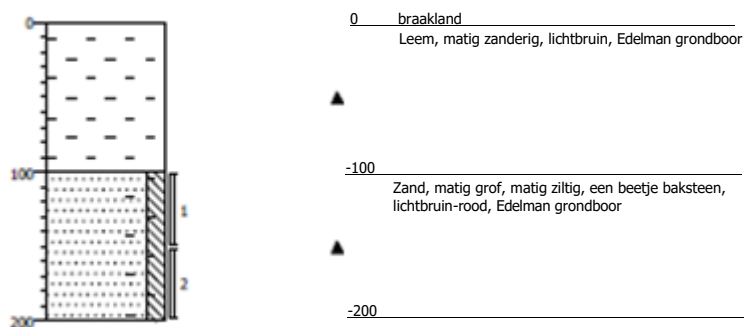 0
100
1
2
200
0 braakland
Leem, matig zanderig, lichtbruin, Edelman grondboor
-100
Zand, matig grof, matig ziltig, een beetje baksteen,
lichtbruin-rood, Edelman grondboor
-200